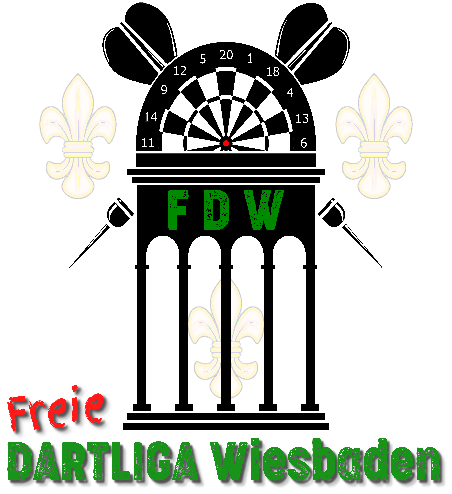 11 14 9 12 5 20 1 18 4 13 6
FDW
Freie
DARTLIGA Wiesbaden